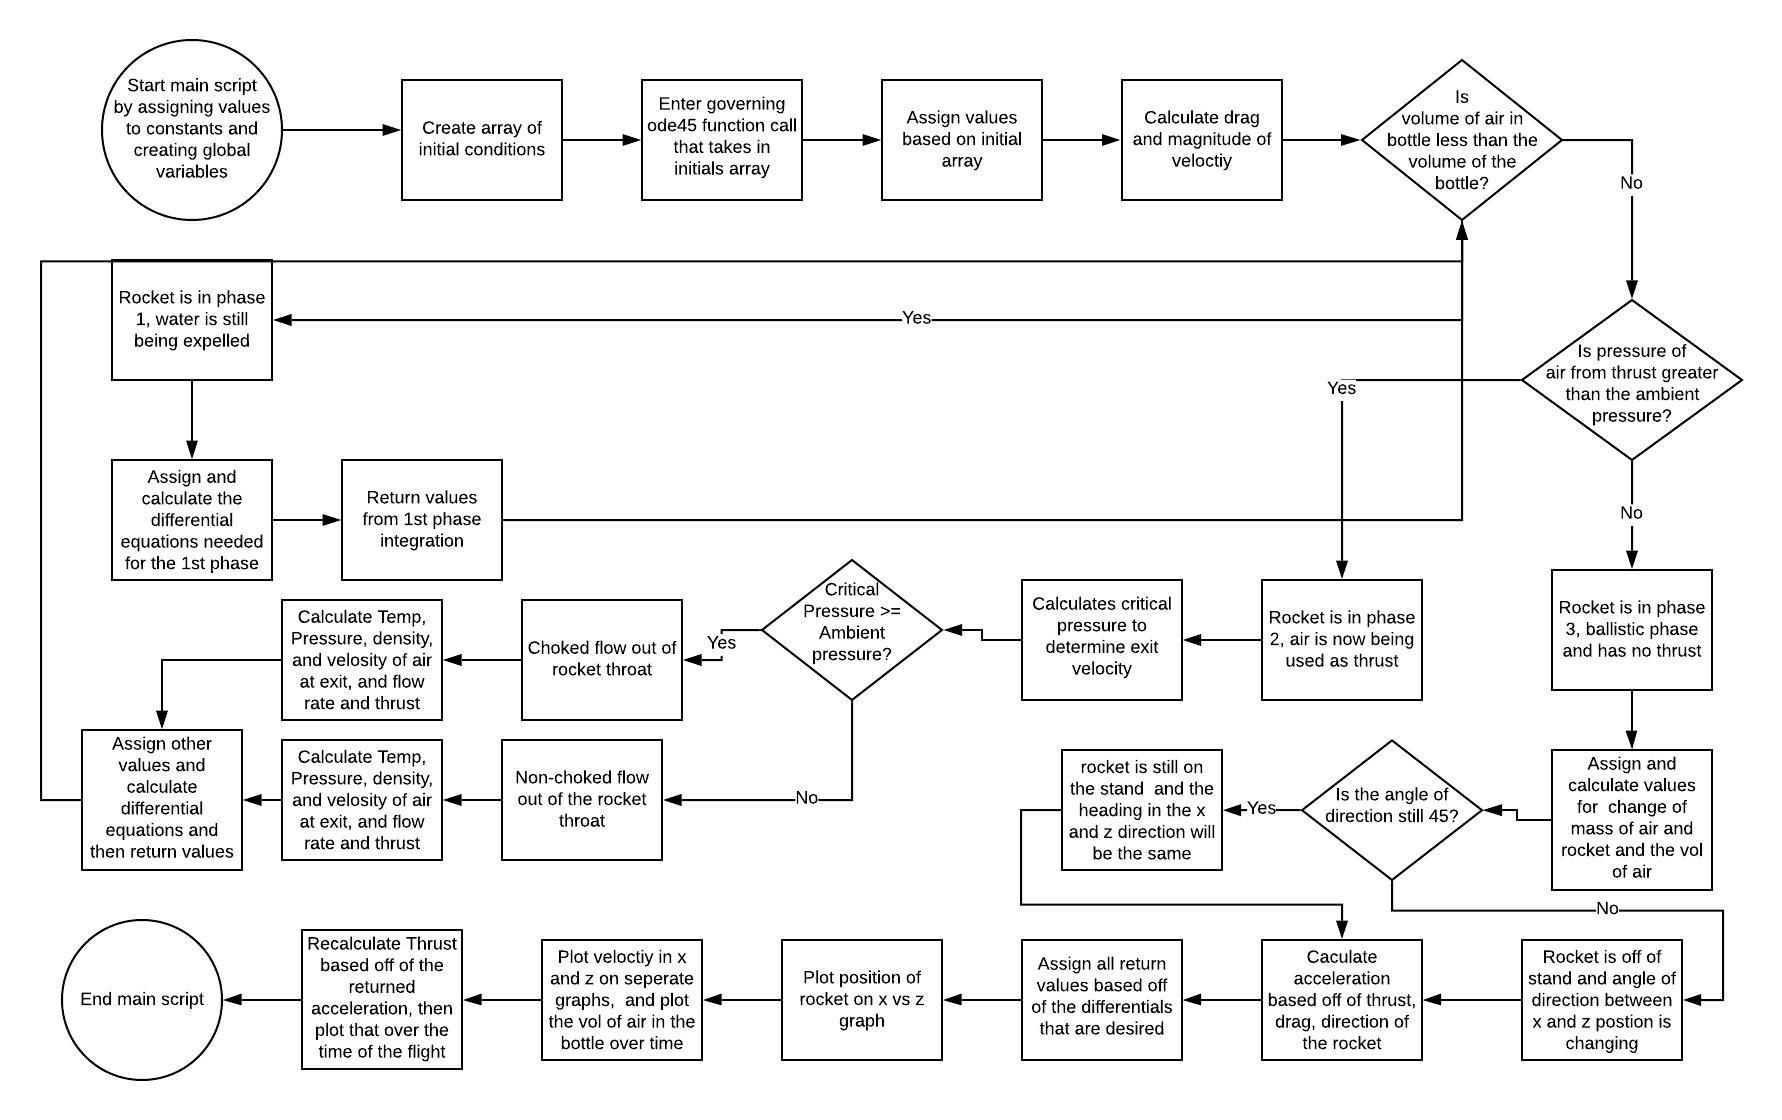 Start main script
by assigning values
to constants and
creating global
variables
Create array of
initial conditions
Enter governing
ode45 function call
that takes in
initials array
Assign values
based on initial
array
Calculate drag
and magnitude of
veloctiy
Is
volume of air in
bottle less than the
volume of the
bottle?
No
Rocket is in phase
1, water is still
being expelled
Yes
Is pressure of
air from thrust greater
than the ambient
pressure?
Yes
No
Assign and
calculate the
differential
equations needed
for the 1st phase
Return values
from 1st phase
integration
Calculate Temp,
Pressure, density,
and velosity of air
at exit, and flow
rate and thrust
Choked flow out of
rocket throat
Yes
Critical
Pressure >=
Ambient
pressure?
Calculates critical
pressure to
determine exit
velocity
Rocket is in phase
2, air is now being
used as thrust
Rocket is in phase
3, ballistic phase
and has no thrust
Assign other
values and
calculate
differential
equations and
then return values
Calculate Temp,
Pressure, density,
and velosity of air
at exit, and flow
rate and thrust
Non-choked flow
out of the rocket
throat
No
rocket is still on
the stand  and the
heading in the x
and z direction will
be the same
Yes
Is the angle of
direction still 45?
Assign and
calculate values
for  change of
mass of air and
rocket and the vol
of air
No
End main script
Recalculate Thrust
based off of the
returned
acceleration, then
plot that over the
time of the flight
Plot veloctiy in x
and z on seperate
graphs,  and plot
the vol of air in the
bottle over time
Plot position of
rocket on x vs z
graph
Assign all return
values based off
of the differentials
that are desired
Caculate
acceleration
based off of thrust,
drag, direction of
the rocket
Rocket is off of
stand and angle of
direction between
x and z postion is
changing